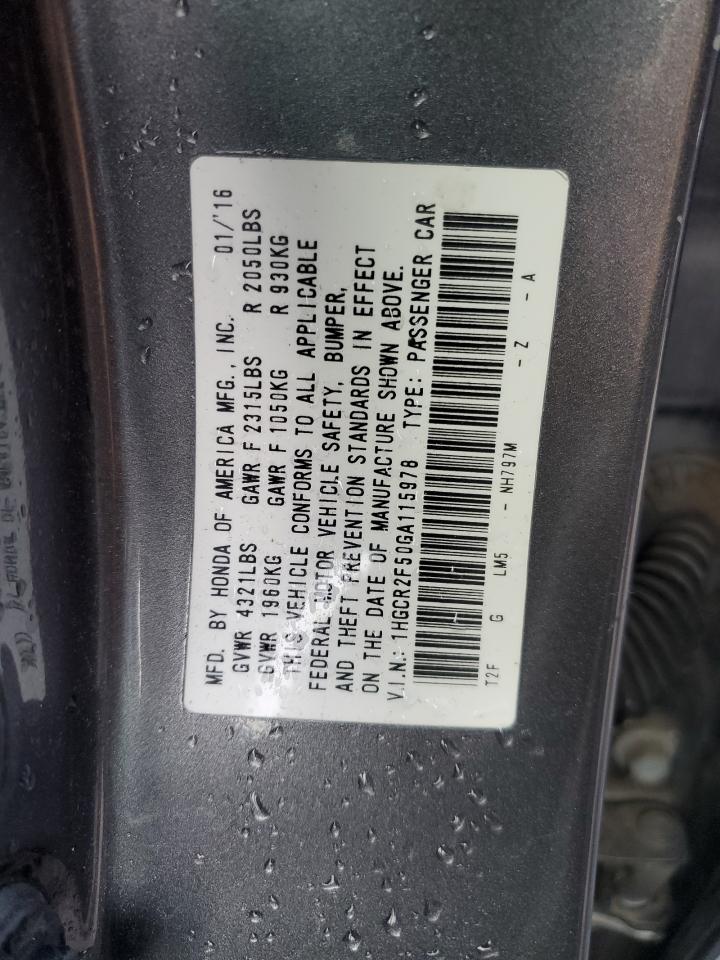 MFD. BY HONDA OF AMERICA MFG., INC. 01/'16
GVWR 4321LBS GAWR F 2315LBS R 2050LBS
GVWR 1960KG GAWR F 1050KG R 930KG
THIS VEHICLE CONFORMS TO ALL APPLICABLE
FEDERAL MOTOR VEHICLE SAFETY, BUMPER,
AND THEFT PREVENTION STANDARDS IN EFFECT
ON THE DATE OF MANUFACTURE SHOWN ABOVE.
V.I.N.: 1HGCR2F50GA115978 TYPE: PASSENGER CAR
T2F G LM5 - NH797M - Z - A